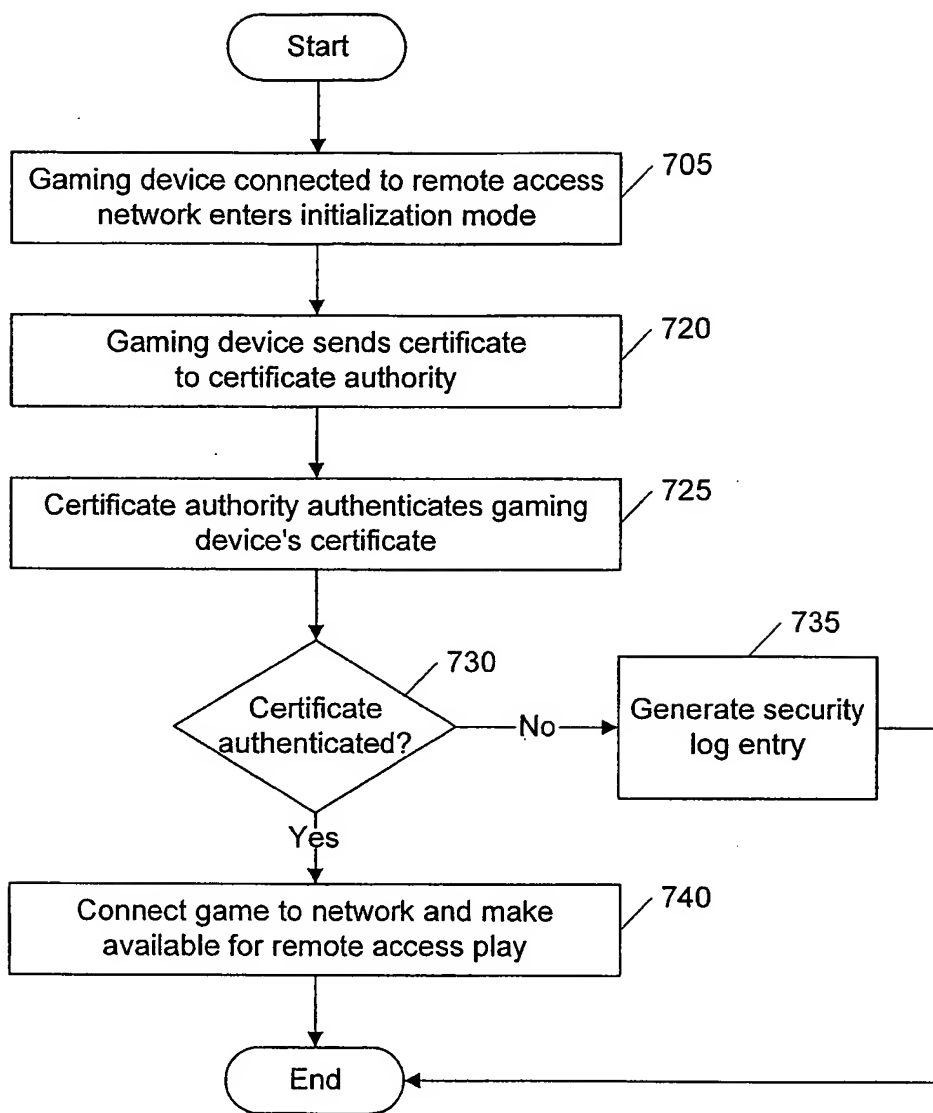 Start
Gaming device connected to remote access
network enters initialization mode
705
Gaming device sends certificate
to certificate authority
720
Certificate authority authenticates gaming
device's certificate
725
Certificate
authenticated?
730
No
Generate security
log entry
735
Yes
Connect game to network and make
available for remote access play
740
End